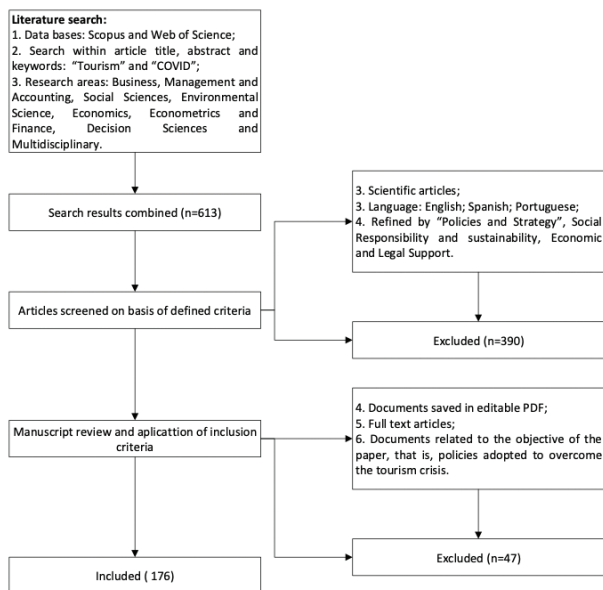 Literature search:
1. Data bases: Scopus and Web of Science;
2. Search within article title, abstract and
keywords: “Tourism” and “COVID”;
3. Research areas: Business, Management
and Accounting, Social Sciences, Environmental
Science, Economics, Econometrics and
Finance, Decision Sciences and
Multidisciplinary.
Search results combined (n=613)
3. Scientific articles;
3. Language: English; Spanish; Portuguese;
4. Refined by “Policies and Strategy”, Social
Responsibility and sustainability, Economic
and Legal Support.
Articles screened on basis of defined criteria
Excluded (n=390)
4. Documents saved in editable PDF;
5. Full text articles;
6. Documents related to the objective of the
paper, that is, policies adopted to overcome
the tourism crisis.
Manuscript review and aplicattion of inclusion
criteria
Excluded (n=47)
Included ( 176)